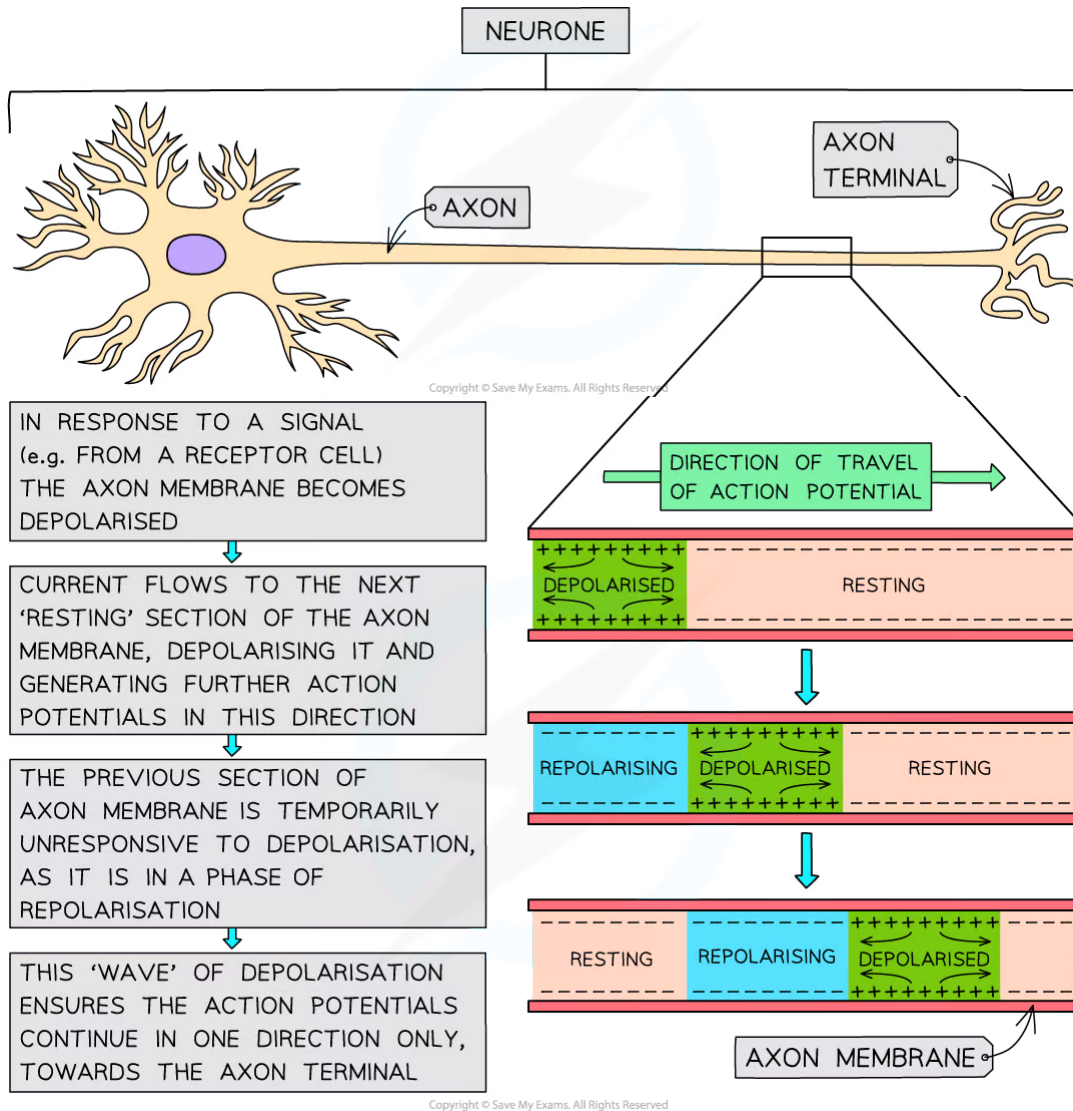 NEURONE
AXON
TERMINAL
AXON
Copyright © Save My Exams. All Rights Reserved
IN RESPONSE TO A SIGNAL
(e.g. FROM A RECEPTOR CELL)
THE AXON MEMBRANE BECOMES
DEPOLARISED
CURRENT FLOWS TO THE NEXT
‘RESTING’ SECTION OF THE AXON
MEMBRANE, DEPOLARISING IT AND
GENERATING FURTHER ACTION
POTENTIALS IN THIS DIRECTION
THE PREVIOUS SECTION OF
AXON MEMBRANE IS TEMPORARILY
UNRESPONSIVE TO DEPOLARISATION,
AS IT IS IN A PHASE OF
REPOLARISATION
THIS ‘WAVE’ OF DEPOLARISATION
ENSURES THE ACTION POTENTIALS
CONTINUE IN ONE DIRECTION ONLY,
TOWARDS THE AXON TERMINAL
DIRECTION OF TRAVEL
OF ACTION POTENTIAL
+++++++++ – – – – – – – – – – – – – – – – – – – –
DEPOLARISED RESTING
+++++++++ – – – – – – – – – – – – – – – – – – – –
– – – – – – – – +++++++++ – – – – – – – – – – – –
REPOLARISING DEPOLARISED RESTING
– – – – – – – – +++++++++ – – – – – – – – – – – –
– – – – – – – – – – – – – – – – +++++++++ – – – –
RESTING REPOLARISING DEPOLARISED
– – – – – – – – – – – – – – – – +++++++++ – – – –
AXON MEMBRANE
Copyright © Save My Exams. All Rights Reserved